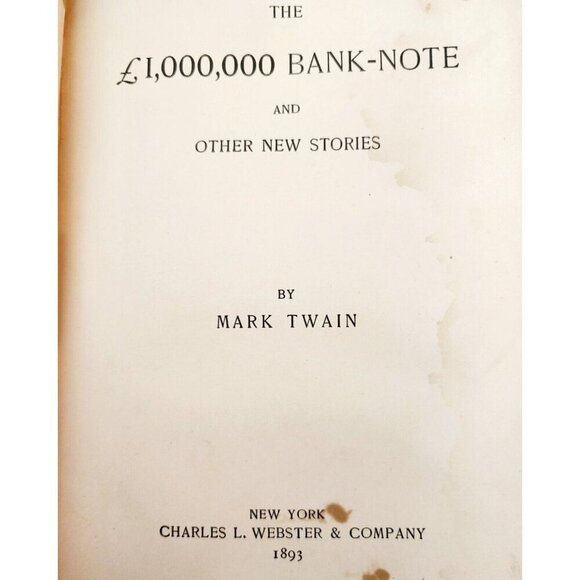 THE
£1,000,000 BANK-NOTE
AND
OTHER NEW STORIES
BY
MARK TWAIN
NEW YORK
CHARLES L. WEBSTER & COMPANY
1893